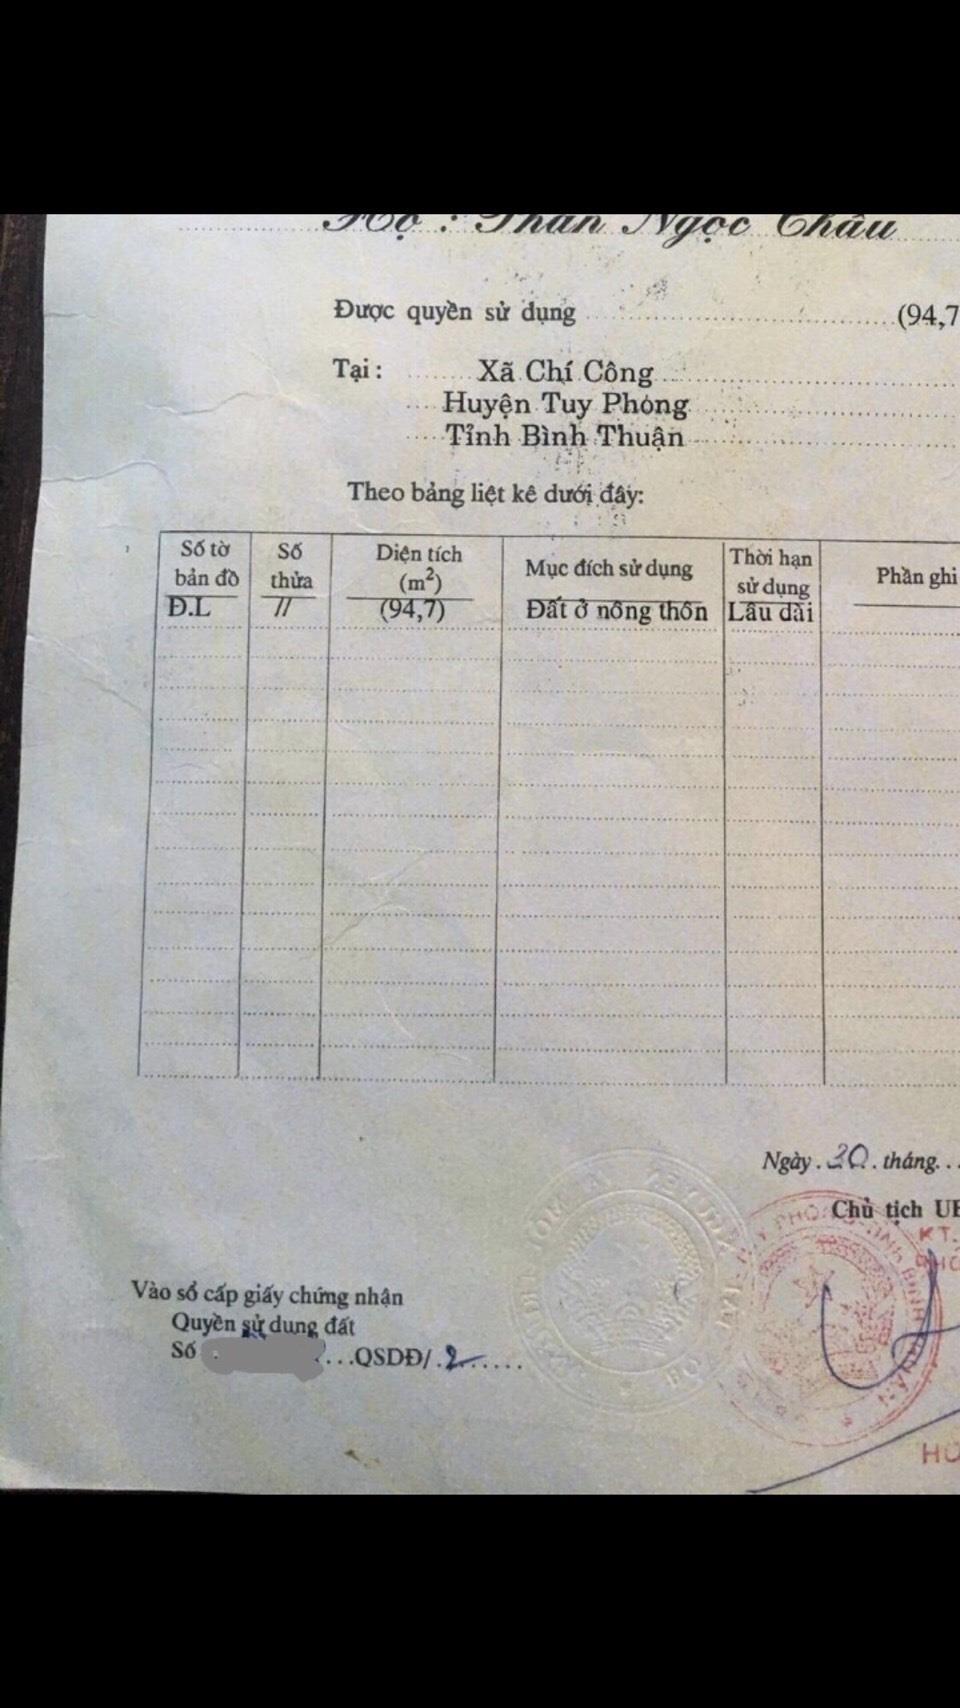 Hộ : Phan Ngọc Châu
Được quyền sử dụng (94,7
Tại : Xã Chí Công
Huyện Tuy Phong
Tỉnh Bình Thuận
Theo bảng liệt kê dưới đây:
Số tờ bản đồ Số thửa Diện tích (m²) Mục đích sử dụng Thời hạn sử dụng Phần ghi
Đ.L // (94,7) Đất ở nông thôn Lâu dài
Ngày 30 tháng
Chủ tịch UB
KT.
Vào sổ cấp giấy chứng nhận
Quyền sử dụng đất
Số ...QSDĐ/ 2